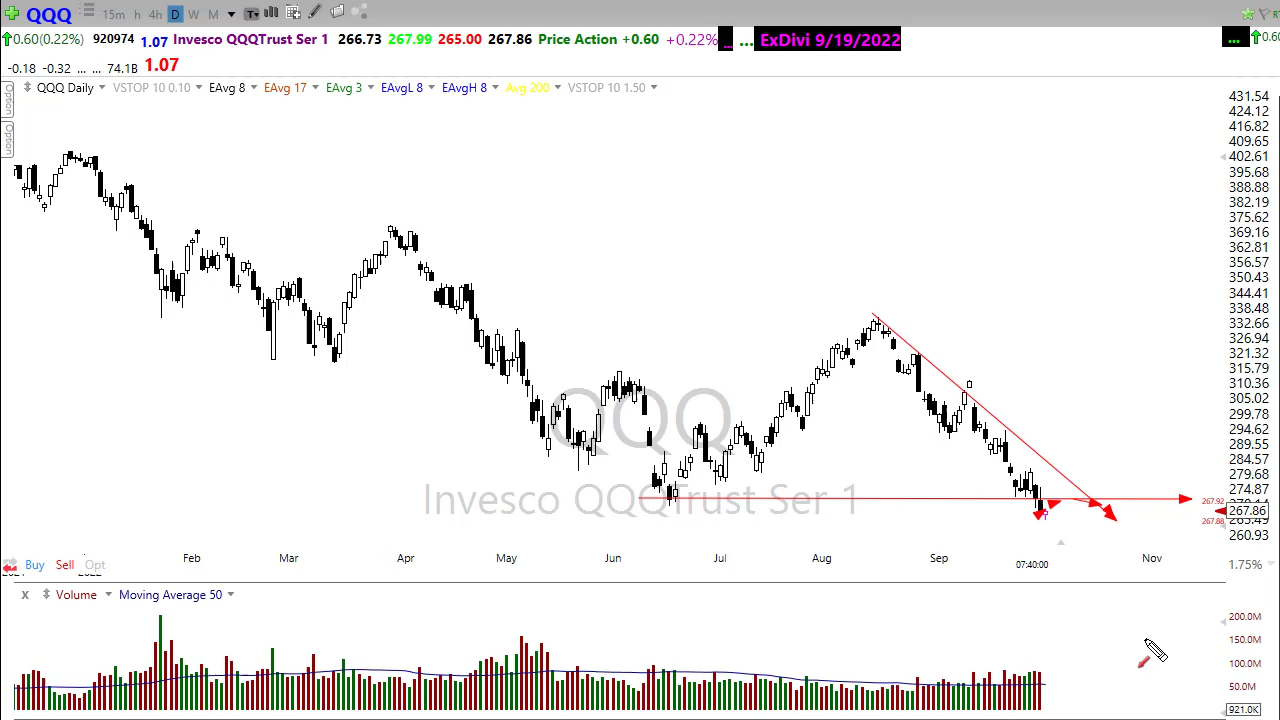 QQQ 15m h 4h D W M T
0.60(0.22%) 920974 1.07 Invesco QQQTrust Ser 1 266.73 267.99 265.00 267.86 Price Action +0.60 +0.22% ... ... ExDivi 9/19/2022 ... 0.60
-0.18 -0.32 ... ... 74.1B 1.07
Option
Option
QQQ Daily VSTOP 10 0.10 EAvg 8 EAvg 17 EAvg 3 EAvgL 8 EAvgH 8 Avg 200 VSTOP 10 1.50
431.54
424.12
416.82
409.65
402.61
395.68
388.88
382.19
375.62
369.16
362.81
356.57
350.43
344.41
338.48
332.66
326.94
321.32
315.79
310.36
305.02
299.78
294.62
289.55
284.57
279.68
274.87
267.92
267.86
267.88
260.93
QQQ
Invesco QQQTrust Ser 1
Feb Mar Apr May Jun Jul Aug Sep 07:40:00 Nov
Buy Sell Opt
1.75%
x Volume Moving Average 50
200.0M
150.0M
100.0M
50.0M
921.0K